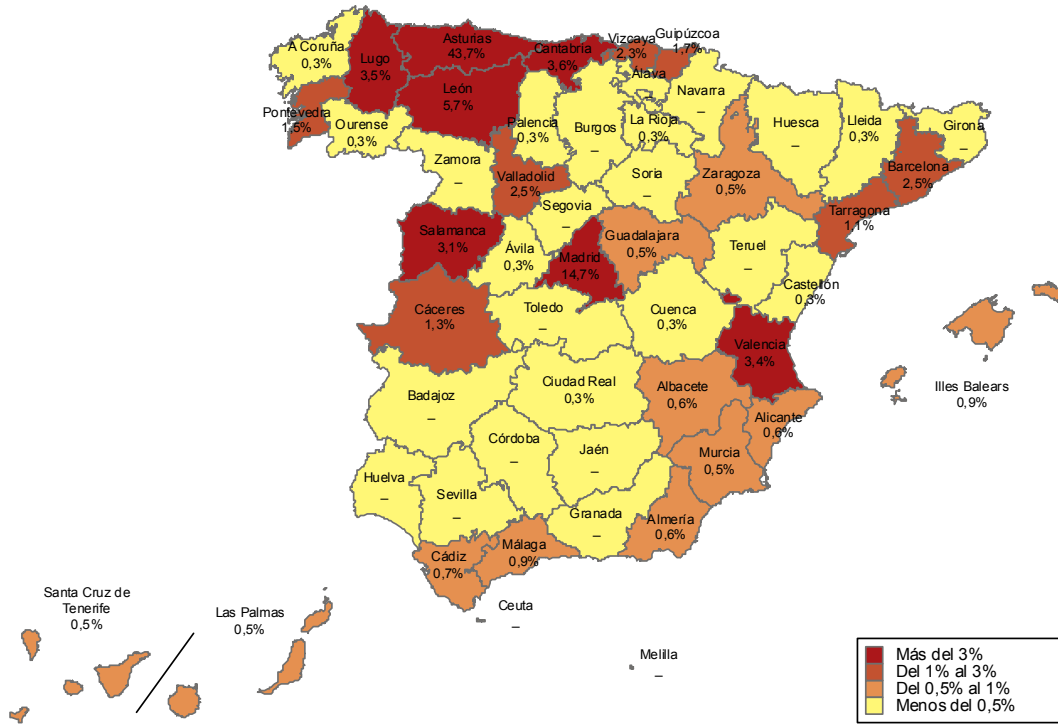 A Coruña
0,3%
Lugo
3,5%
Asturias
43,7%
Cantabria
3,6%
Vizcaya
2,3%
Guipúzcoa
1,7%
Álava
–
Navarra
–
Pontevedra
1,5%
Ourense
0,3%
León
5,7%
Palencia
0,3%
Burgos
–
La Rioja
0,3%
Huesca
–
Lleida
0,3%
Girona
–
Barcelona
2,5%
Tarragona
1,1%
Zamora
–
Valladolid
2,5%
Soria
–
Zaragoza
0,5%
Segovia
–
Salamanca
3,1%
Ávila
0,3%
Madrid
14,7%
Guadalajara
0,5%
Teruel
–
Castellón
0,3%
Cáceres
1,3%
Toledo
–
Cuenca
0,3%
Valencia
3,4%
Illes Balears
0,9%
Badajoz
–
Ciudad Real
0,3%
Albacete
0,6%
Alicante
0,6%
Murcia
0,5%
Huelva
–
Sevilla
–
Córdoba
–
Jaén
–
Granada
–
Almería
0,6%
Cádiz
0,7%
Málaga
0,9%
Santa Cruz de
Tenerife
0,5%
Las Palmas
0,5%
Ceuta
–
Melilla
–
Más del 3%
Del 1% al 3%
Del 0,5% al 1%
Menos del 0,5%